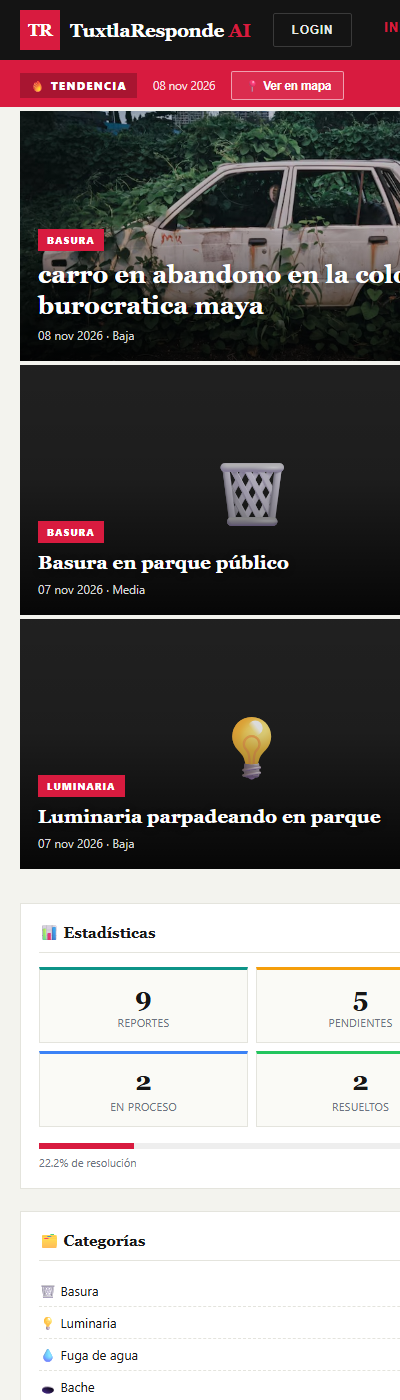 TR TuxtlaResponde AI LOGIN IN
TENDENCIA 08 nov 2026 Ver en mapa
BASURA
carro en abandono en la colo
burocratica maya
08 nov 2026 · Baja
BASURA
Basura en parque público
07 nov 2026 · Media
LUMINARIA
Luminaria parpadeando en parque
07 nov 2026 · Baja
Estadísticas
9 5
REPORTES PENDIENTES
2 2
EN PROCESO RESUELTOS
22.2% de resolución
Categorías
Basura
Luminaria
Fuga de agua
Bache